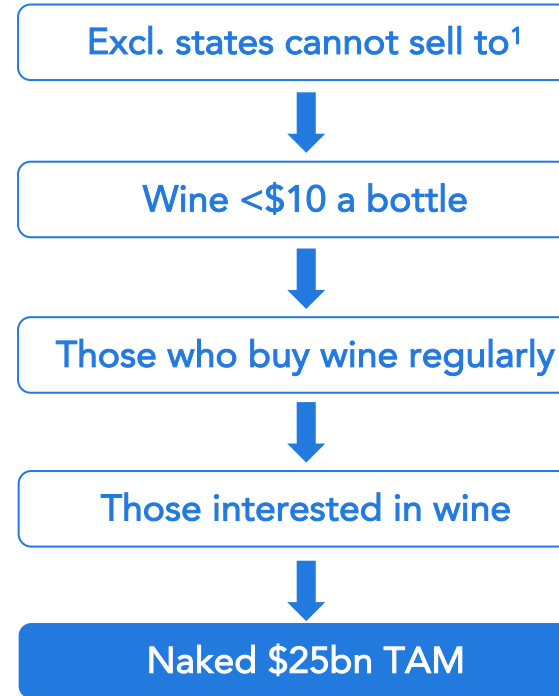 Excl. states cannot sell to¹
Wine <$10 a bottle
Those who buy wine regularly
Those interested in wine
Naked $25bn TAM